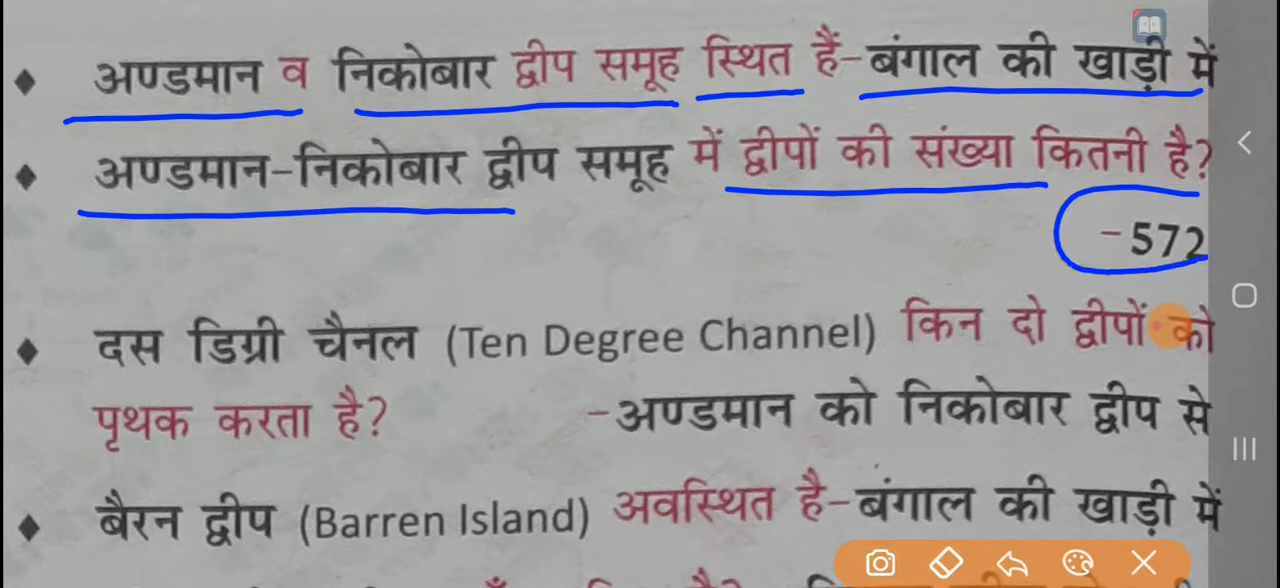 ♦ अण्डमान व निकोबार द्वीप समूह स्थित हैं-बंगाल की खाड़ी में
♦ अण्डमान-निकोबार द्वीप समूह में द्वीपों की संख्या कितनी है?
-572
♦ दस डिग्री चैनल (Ten Degree Channel) किन दो द्वीपों को
पृथक करता है? -अण्डमान को निकोबार द्वीप से
♦ बैरन द्वीप (Barren Island) अवस्थित है-बंगाल की खाड़ी में